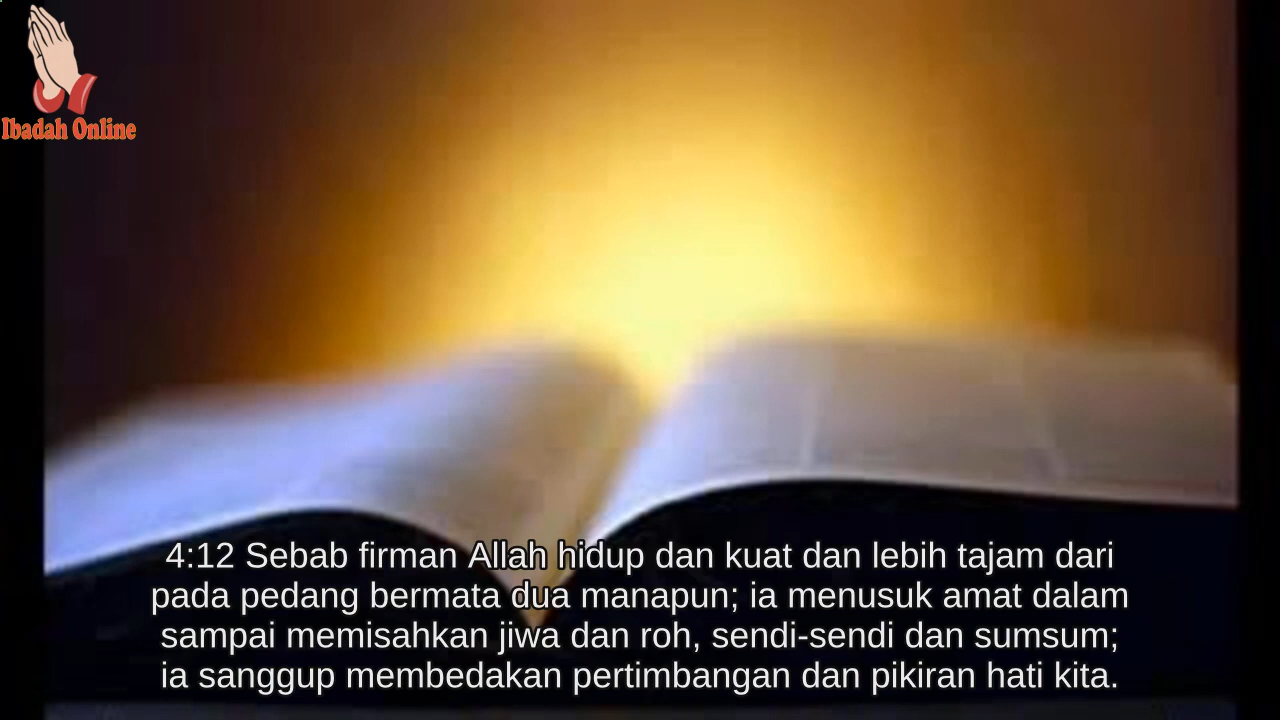 Ibadah Online
4:12 Sebab firman Allah hidup dan kuat dan lebih tajam dari
pada pedang bermata dua manapun; ia menusuk amat dalam
sampai memisahkan jiwa dan roh, sendi-sendi dan sumsum;
ia sanggup membedakan pertimbangan dan pikiran hati kita.